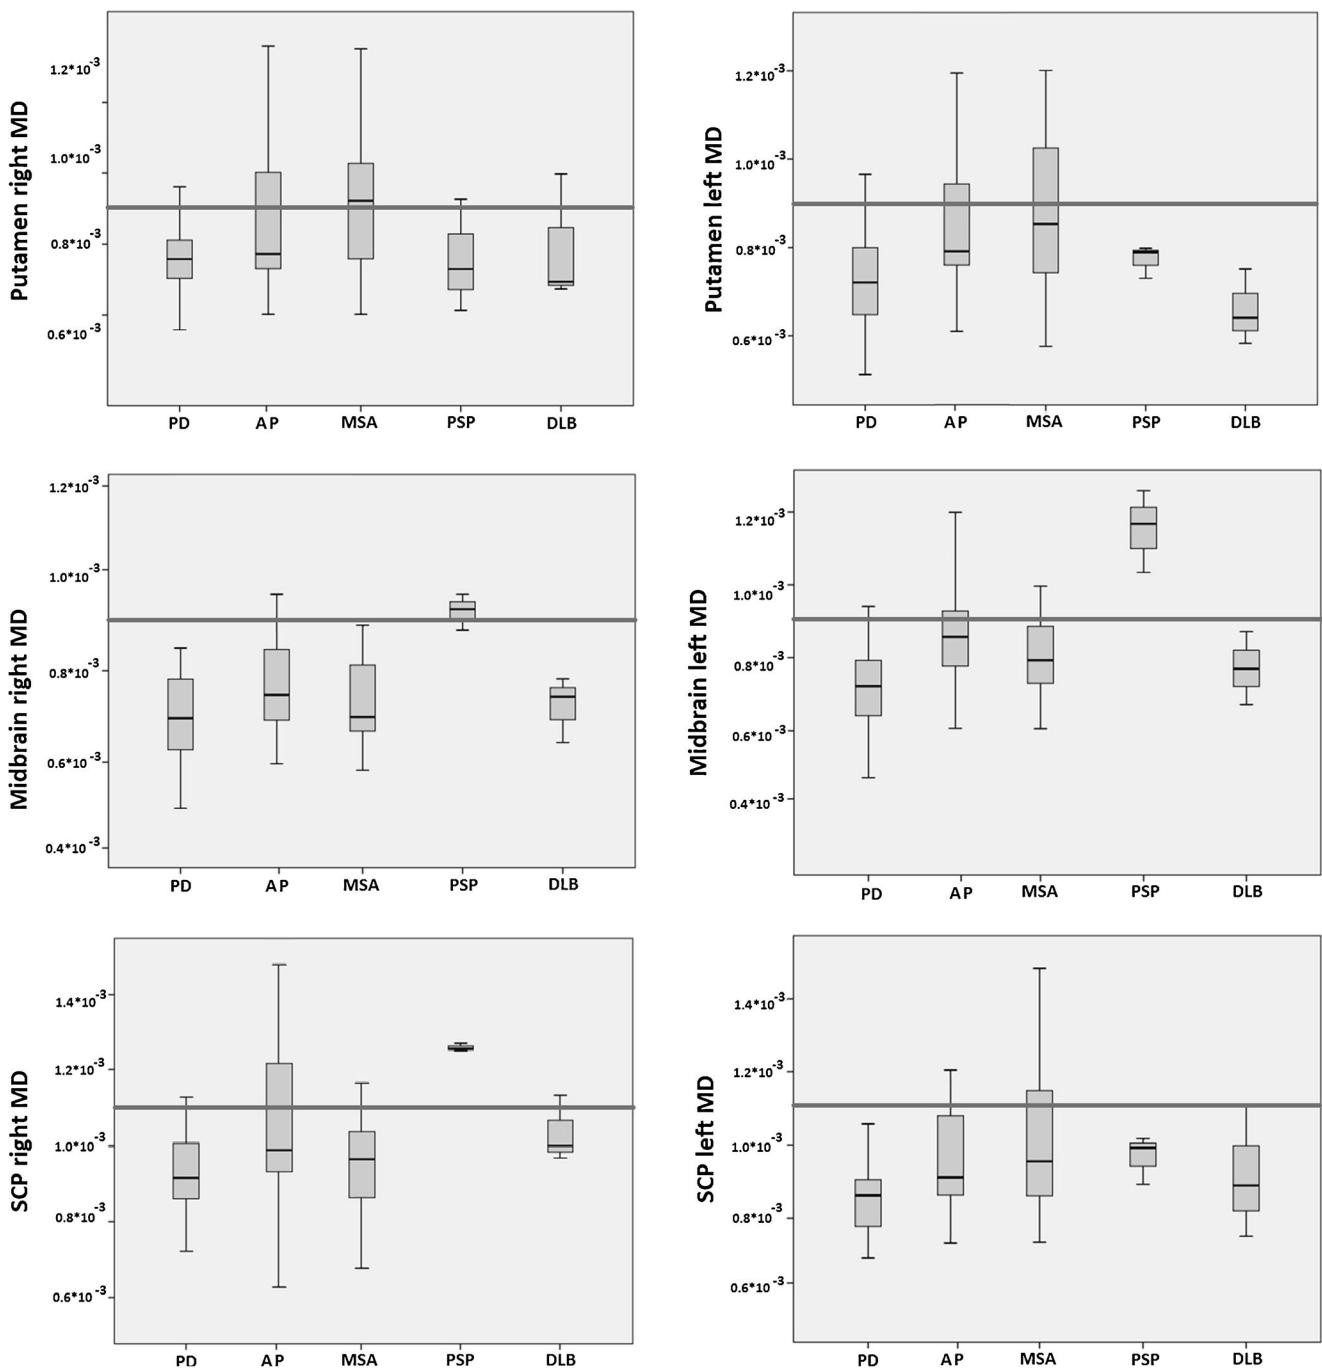 Putamen right MD
1.2*10⁻³
1.0*10⁻³
0.8*10⁻³
0.6*10⁻³
PD AP MSA PSP DLB
Putamen left MD
1.2*10⁻³
1.0*10⁻³
0.8*10⁻³
0.6*10⁻³
PD AP MSA PSP DLB
Midbrain right MD
1.2*10⁻³
1.0*10⁻³
0.8*10⁻³
0.6*10⁻³
0.4*10⁻³
PD AP MSA PSP DLB
Midbrain left MD
1.2*10⁻³
1.0*10⁻³
0.8*10⁻³
0.6*10⁻³
0.4*10⁻³
PD AP MSA PSP DLB
SCP right MD
1.4*10⁻³
1.2*10⁻³
1.0*10⁻³
0.8*10⁻³
0.6*10⁻³
PD AP MSA PSP DLB
SCP left MD
1.4*10⁻³
1.2*10⁻³
1.0*10⁻³
0.8*10⁻³
0.6*10⁻³
PD AP MSA PSP DLB